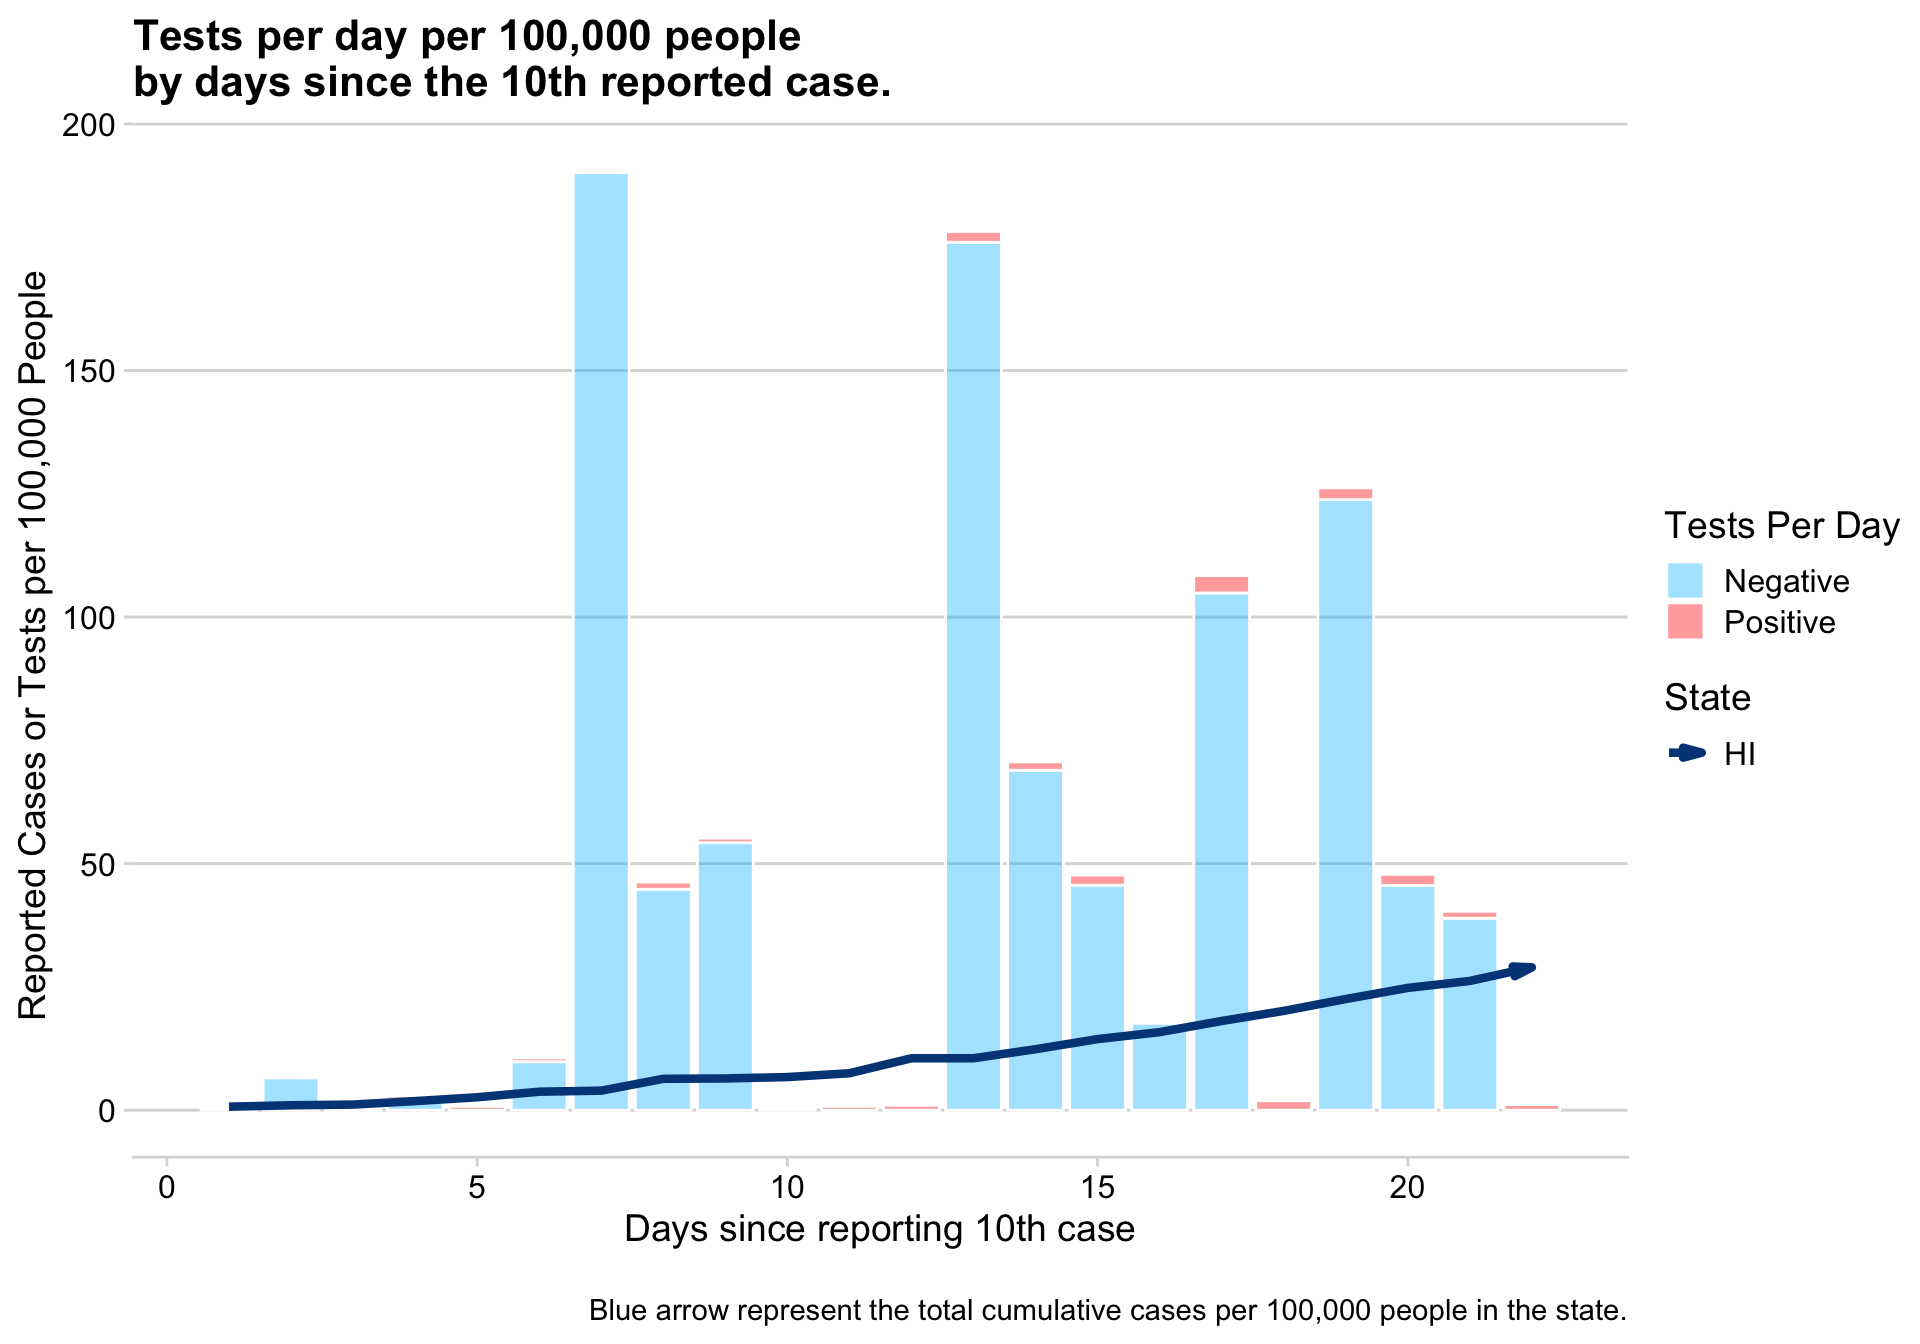 Tests per day per 100,000 people
by days since the 10th reported case.
Reported Cases or Tests per 100,000 People
200
150
100
50
0
0 5 10 15 20
Days since reporting 10th case
Tests Per Day
Negative
Positive
State
HI
Blue arrow represent the total cumulative cases per 100,000 people in the state.